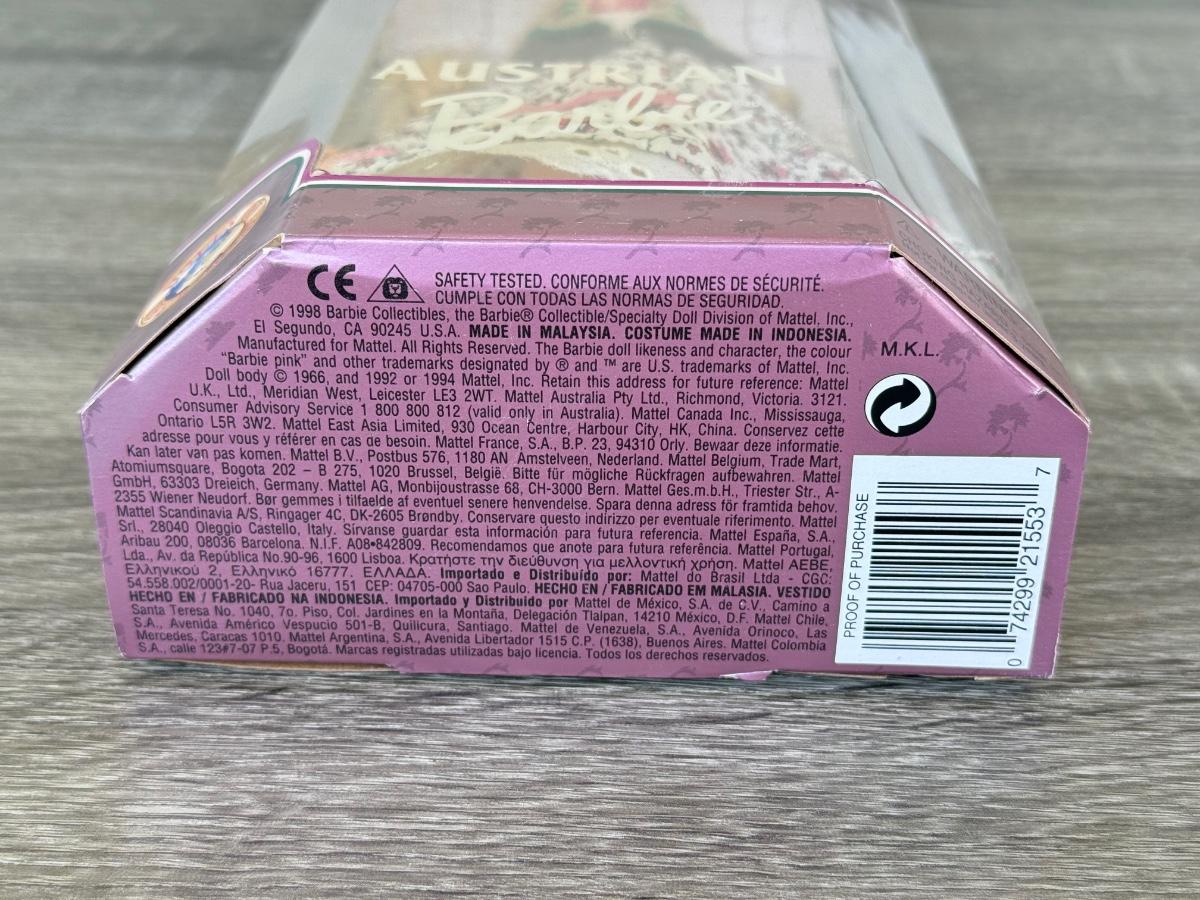 AUSTRIAN
Barbie
CE
SAFETY TESTED. CONFORME AUX NORMES DE SÉCURITÉ.
CUMPLE CON TODAS LAS NORMAS DE SEGURIDAD.
© 1998 Barbie Collectibles, the Barbie® Collectible/Specialty Doll Division of Mattel, Inc.,
El Segundo, CA 90245 U.S.A. MADE IN MALAYSIA. COSTUME MADE IN INDONESIA.
Manufactured for Mattel. All Rights Reserved. The Barbie doll likeness and character, the colour
“Barbie pink” and other trademarks designated by ® and ™ are U.S. trademarks of Mattel, Inc.
Doll body © 1966, and 1992 or 1994 Mattel, Inc. Retain this address for future reference: Mattel
U.K., Ltd., Meridian West, Leicester LE3 2WT. Mattel Australia Pty Ltd., Richmond, Victoria. 3121.
Consumer Advisory Service 1 800 800 812 (valid only in Australia). Mattel Canada Inc., Mississauga,
Ontario L5R 3W2. Mattel East Asia Limited, 930 Ocean Centre, Harbour City, HK, China. Conservez cette
adresse pour vous y référer en cas de besoin. Mattel France, S.A., B.P. 23, 94310 Orly. Bewaar deze informatie.
Kan later van pas komen. Mattel B.V., Postbus 576, 1180 AN Amstelveen, Nederland. Mattel Belgium, Trade Mart,
Atomiumsquare, Bogota 202 – B 275, 1020 Brussel, België. Bitte für mögliche Rückfragen aufbewahren. Mattel
GmbH, 63303 Dreieich, Germany. Mattel AG, Monbijoustrasse 68, CH-3000 Bern. Mattel Ges.m.b.H., Triester Str., A-
2355 Wiener Neudorf. Bør gemmes i tilfælde af eventuel senere henvendelse. Spara denna adress för framtida behov.
Mattel Scandinavia A/S, Ringager 4C, DK-2605 Brøndby. Conservare questo indirizzo per eventuale riferimento. Mattel
Srl., 28040 Oleggio Castello, Italy. Sírvanse guardar esta información para futura referencia. Mattel España, S.A.,
Aribau 200, 08036 Barcelona. N.I.F. A08•842809. Recomendamos que anote para futura referência. Mattel Portugal,
Lda., Av. da República No.90-96, 1600 Lisboa. Κρατήστε την διεύθυνση για μελλοντική χρήση. Mattel AEBE,
Ελληνικού 2, Ελληνικό 16777, ΕΛΛΑΔΑ. Importado e Distribuído por: Mattel do Brasil Ltda - CGC:
54.558.002/0001-20- Rua Jaceru, 151 CEP: 04705-000 Sao Paulo. HECHO EN / FABRICADO EM MALASIA. VESTIDO
HECHO EN / FABRICADO NA INDONESIA. Importado y Distribuido por Mattel de México, S.A. de C.V., Camino a
Santa Teresa No. 1040, 7o. Piso, Col. Jardines en la Montaña, Delegación Tlalpan, 14210 México, D.F. Mattel Chile,
S.A., Avenida Américo Vespucio 501-B, Quilicura, Santiago. Mattel de Venezuela, S.A., Avenida Orinoco, Las
Mercedes, Caracas 1010. Mattel Argentina, S.A., Avenida Libertador 1515 C.P. (1638), Buenos Aires. Mattel Colombia
S.A., calle 123#7-07 P.5, Bogotá. Marcas registradas utilizadas bajo licencia. Todos los derechos reservados.
M.K.L.
PROOF OF PURCHASE
0 74299 21553 7